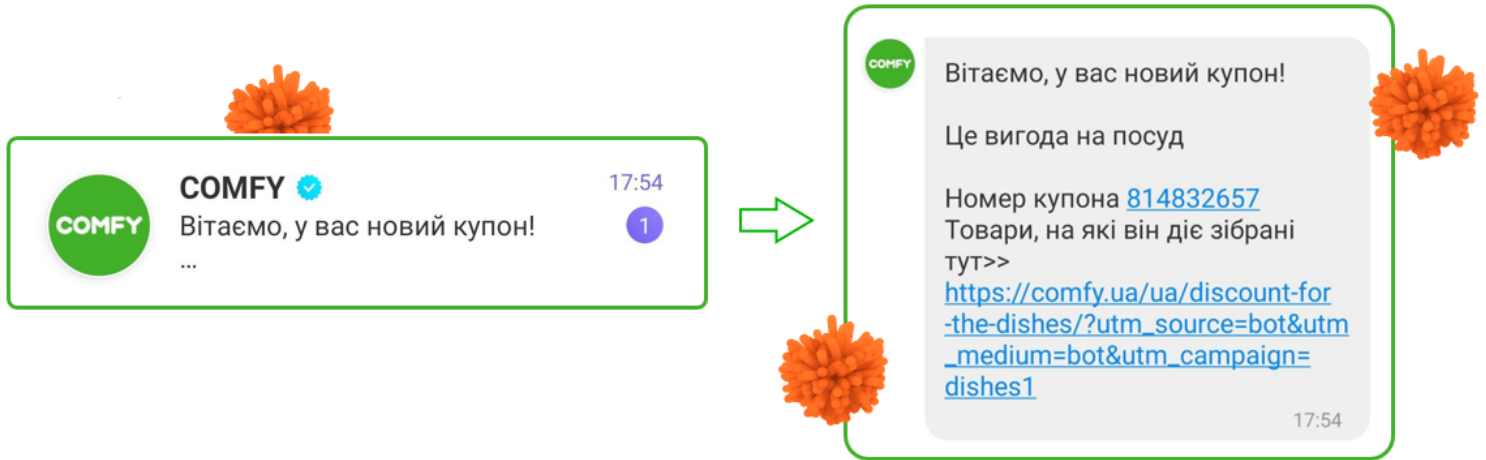 COMFY
COMFY
17:54
Вітаємо, у вас новий купон!
1
...
COMFY
Вітаємо, у вас новий купон!
Це вигода на посуд
Номер купона 814832657
Товари, на які він діє зібрані
тут>>
https://comfy.ua/ua/discount-for
-the-dishes/?utm_source=bot&utm
_medium=bot&utm_campaign=
dishes1
17:54